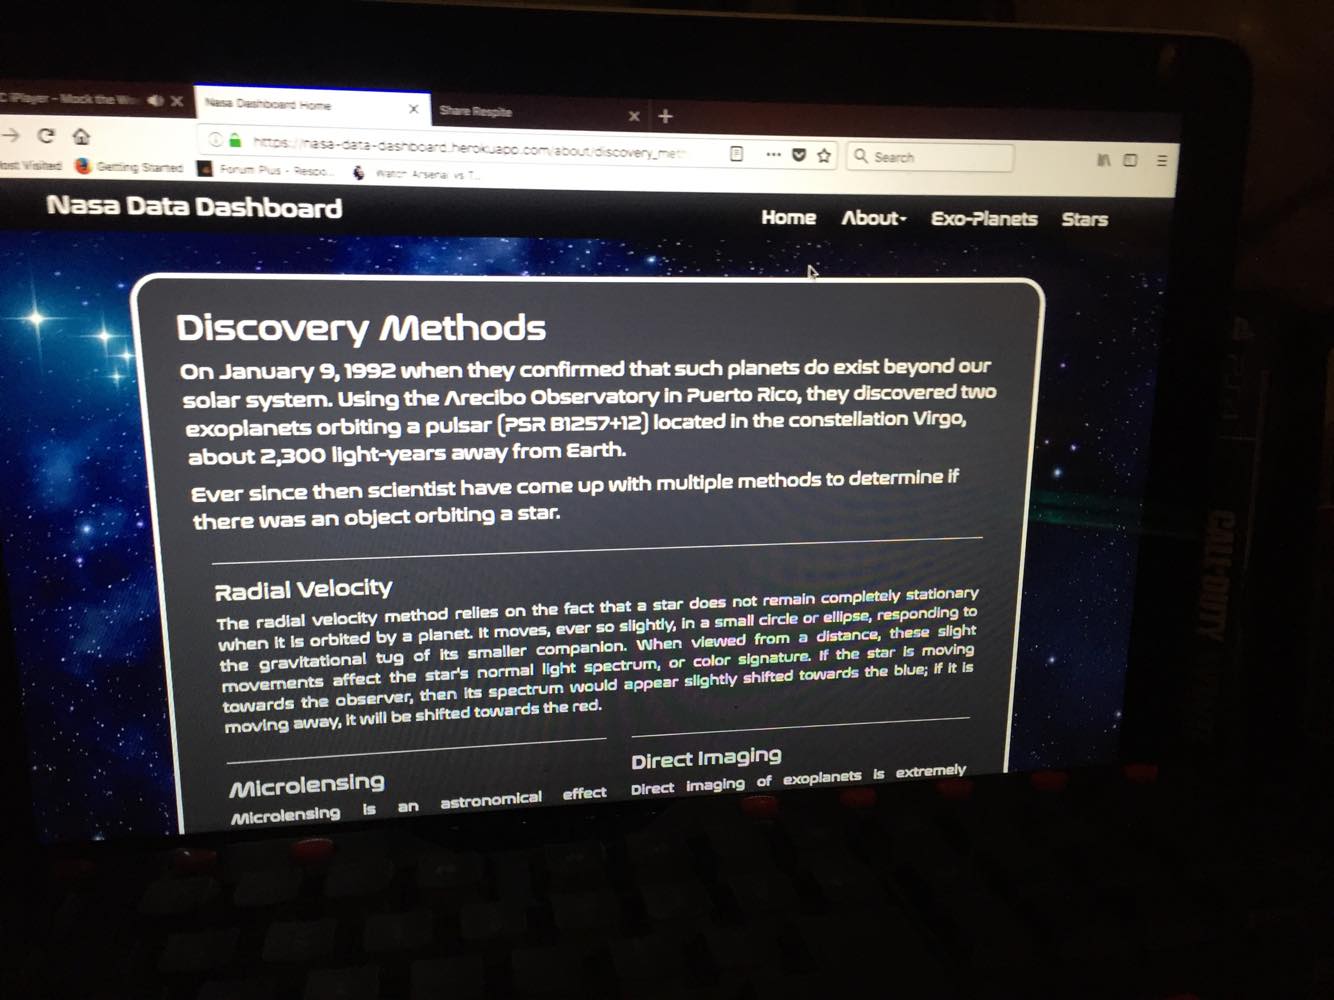 C iPlayer - Mock the We
Nasa Dashboard Home
Share Respite
https://nasa-data-dashboard.herokuapp.com/about/discovery_meth
Search
ost Visited
Getting Started
Forum Plus - Respo...
Watch Arsenal vs T...
Nasa Data Dashboard
Home
About
Exo-Planets
Stars
Discovery Methods
On January 9, 1992 when they confirmed that such planets do exist beyond our
solar system. Using the Arecibo Observatory in Puerto Rico, they discovered two
exoplanets orbiting a pulsar (PSR B1257+12) located in the constellation Virgo,
about 2,300 light-years away from Earth.
Ever since then scientist have come up with multiple methods to determine if
there was an object orbiting a star.
Radial Velocity
The radial velocity method relies on the fact that a star does not remain completely stationary
when it is orbited by a planet. It moves, ever so slightly, in a small circle or ellipse, responding to
the gravitational tug of its smaller companion. When viewed from a distance, these slight
movements affect the star's normal light spectrum, or color signature. If the star is moving
towards the observer, then its spectrum would appear slightly shifted towards the blue; if it is
moving away, it will be shifted towards the red.
Microlensing
Microlensing is an astronomical effect
Direct Imaging
Direct imaging of exoplanets is extremely
CALL·DUTY